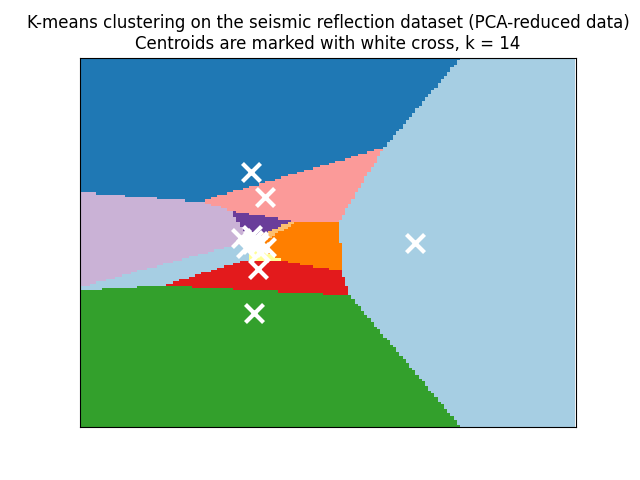 K-means clustering on the seismic reflection dataset (PCA-reduced data)
Centroids are marked with white cross, k = 14